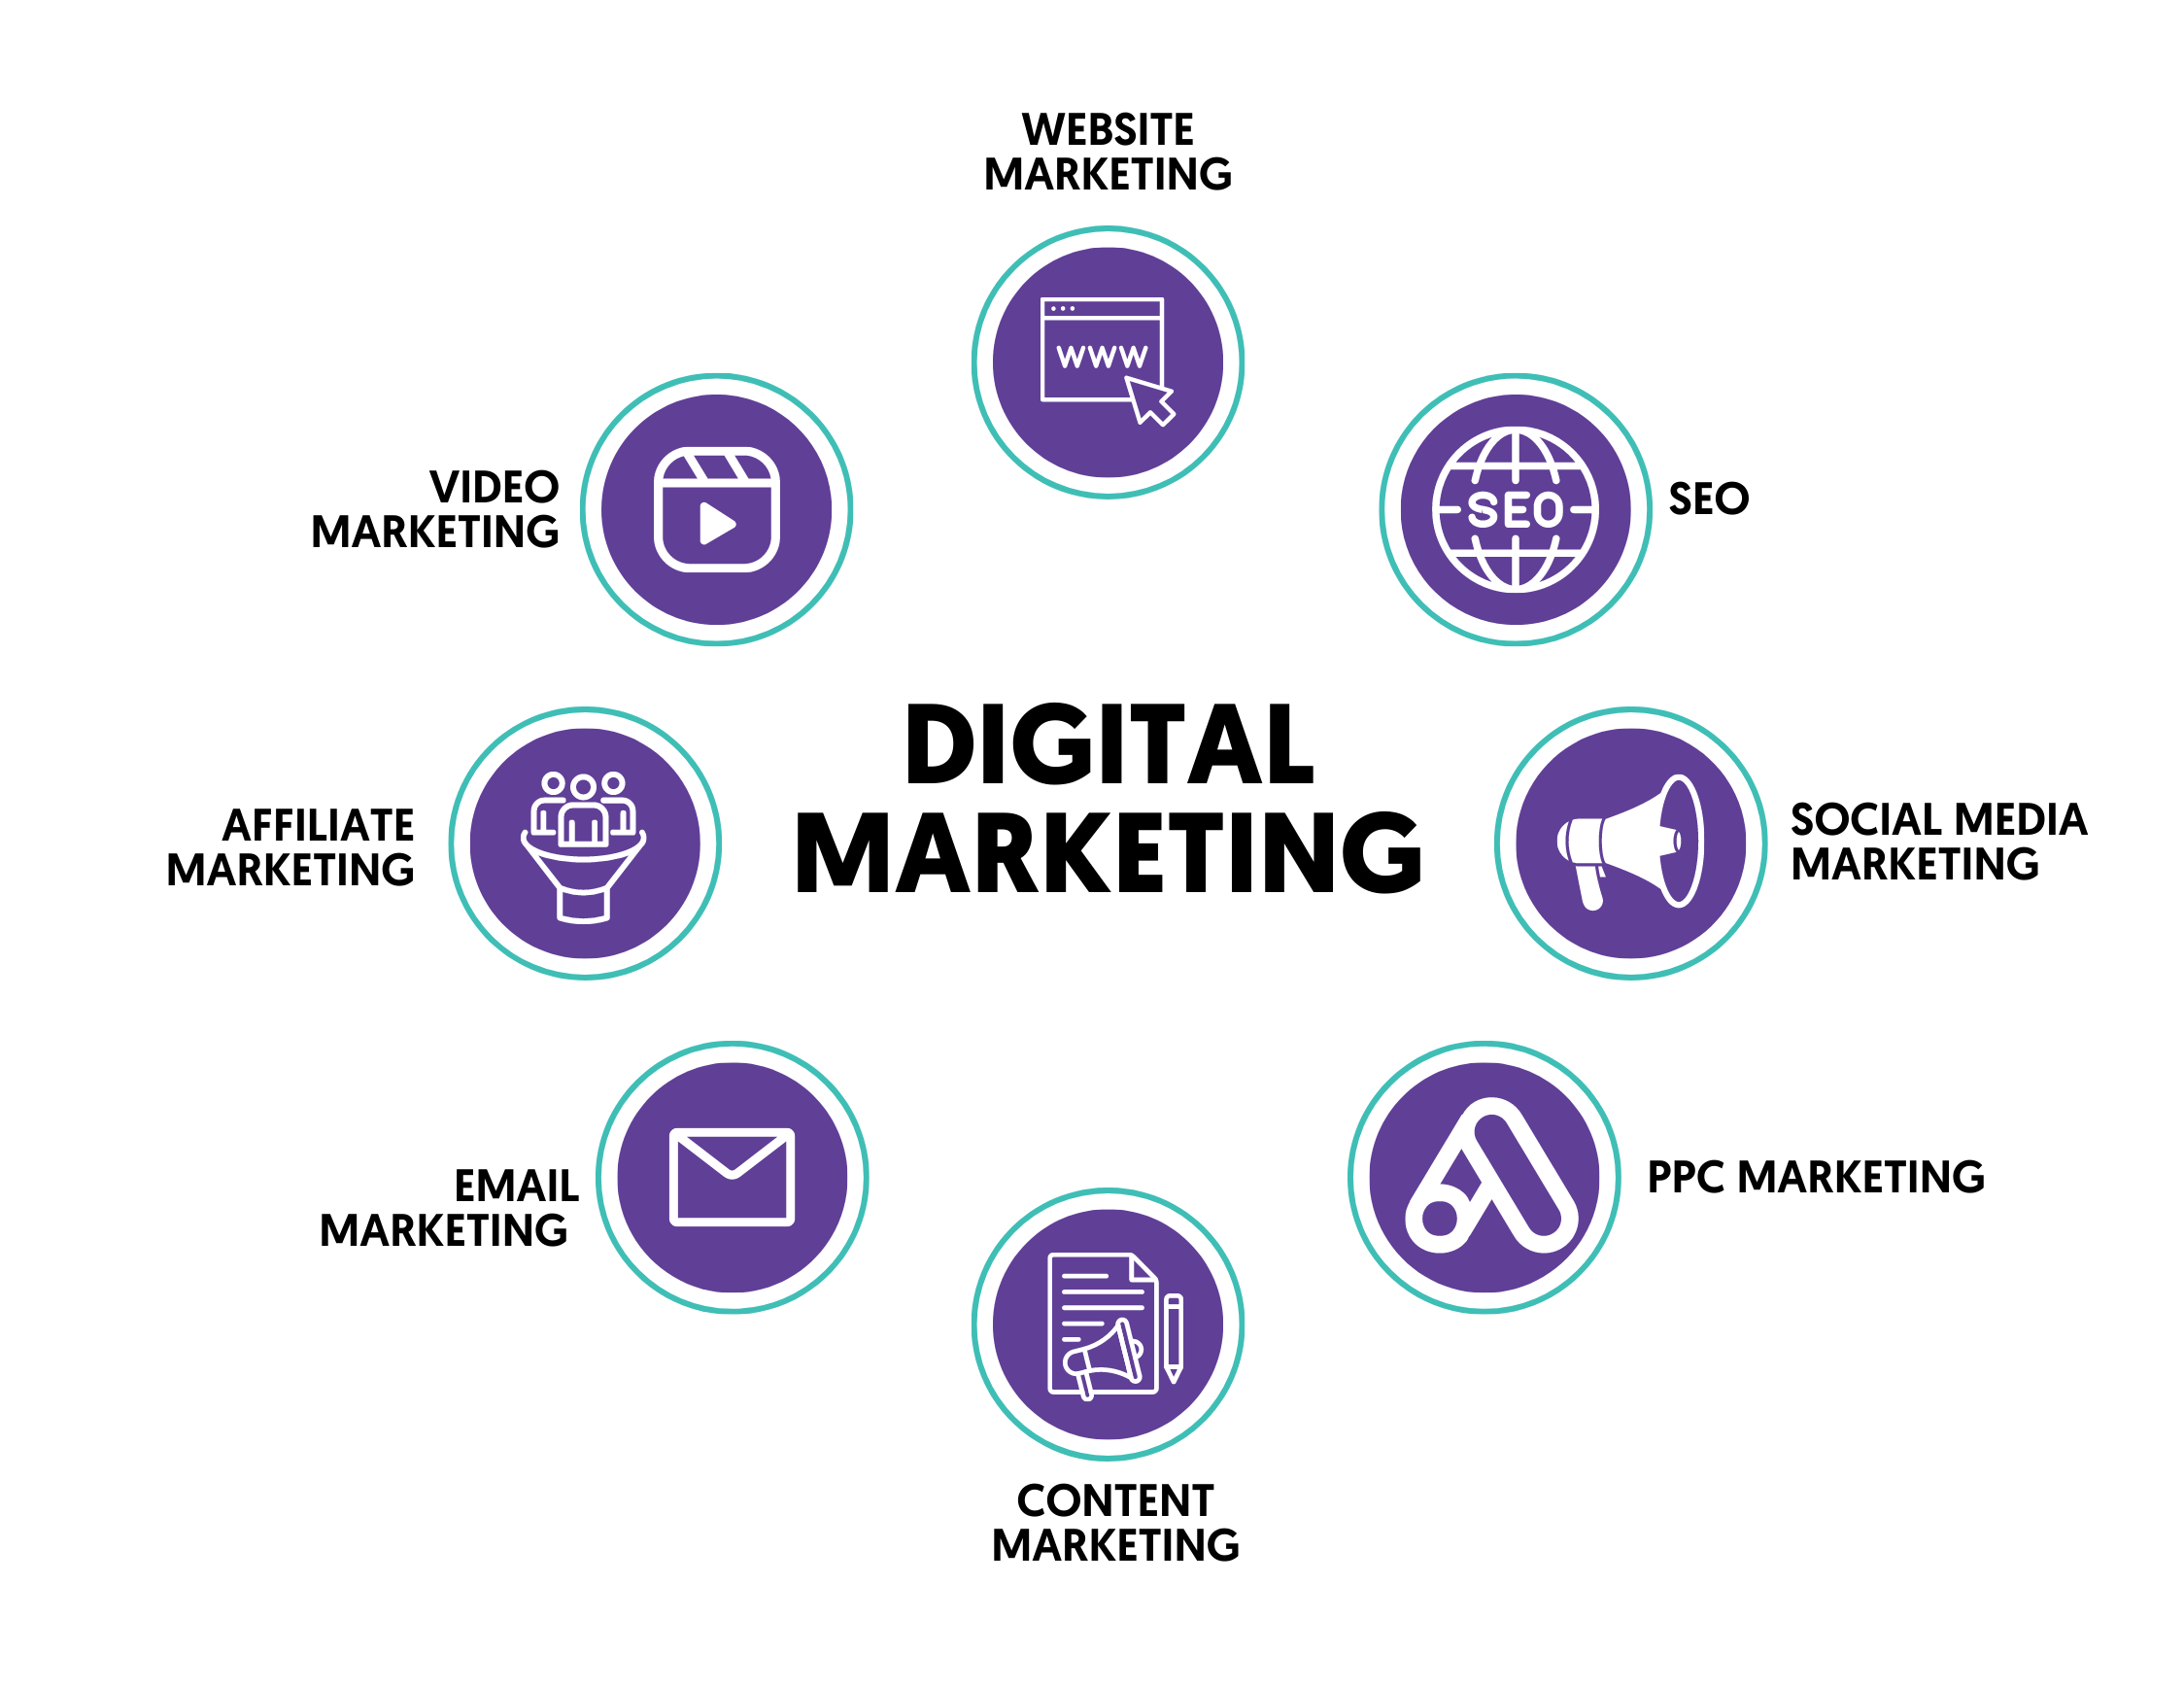 WEBSITE
MARKETING
WWW
VIDEO
MARKETING
SEO
SEO
DIGITAL
MARKETING
AFFILIATE
MARKETING
SOCIAL MEDIA
MARKETING
EMAIL
MARKETING
PPC MARKETING
CONTENT
MARKETING